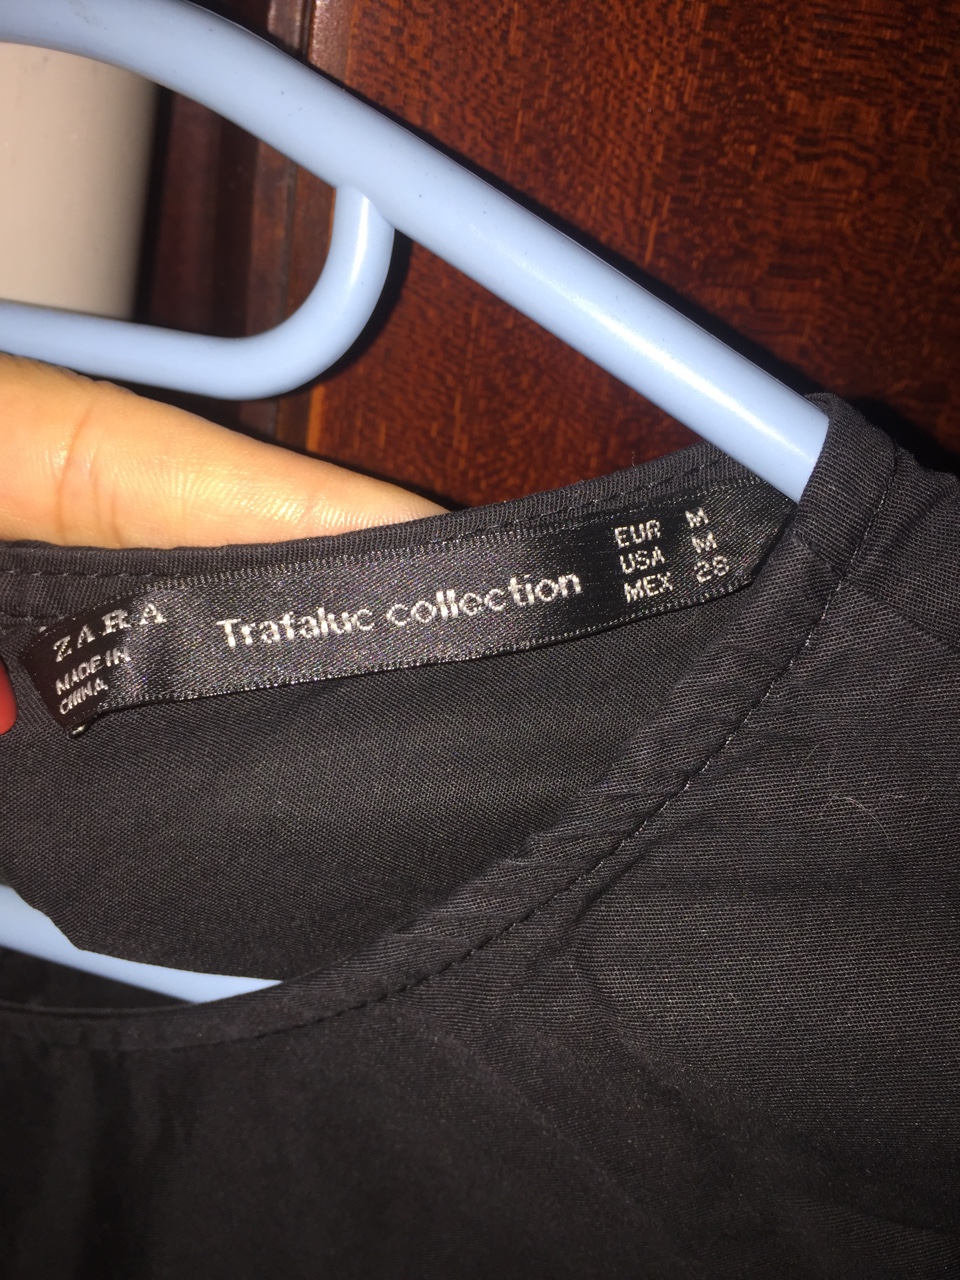 ZARA
MADE IN
CHINA
Trafaluc collection
EUR M
USA M
MEX 28